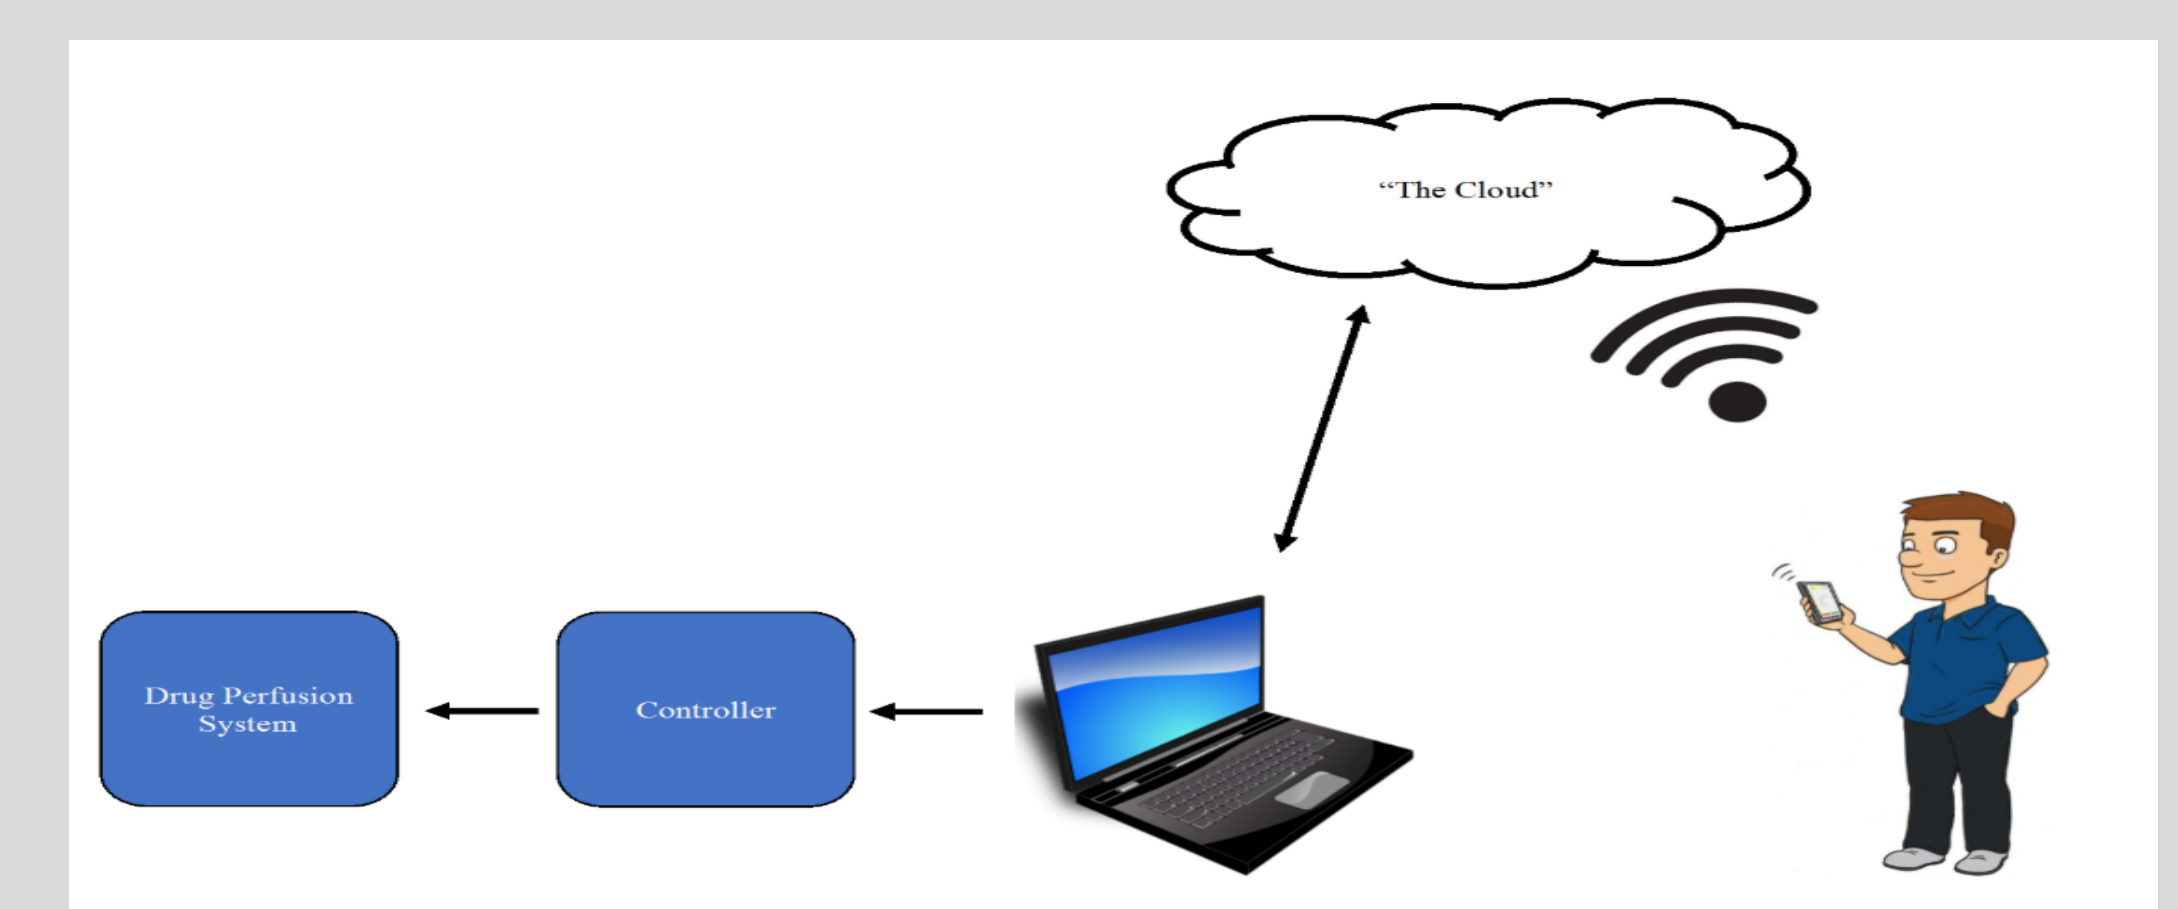 “The Cloud”
Drug Perfusion
System
Controller